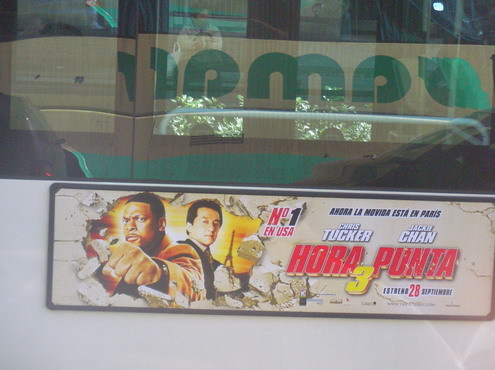 Nº1
EN USA
AHORA LA MOVIDA ESTÁ EN PARÍS
CHRIS TUCKER
JACKIE CHAN
HORA PUNTA
3
ESTRENO 28 SEPTIEMBRE